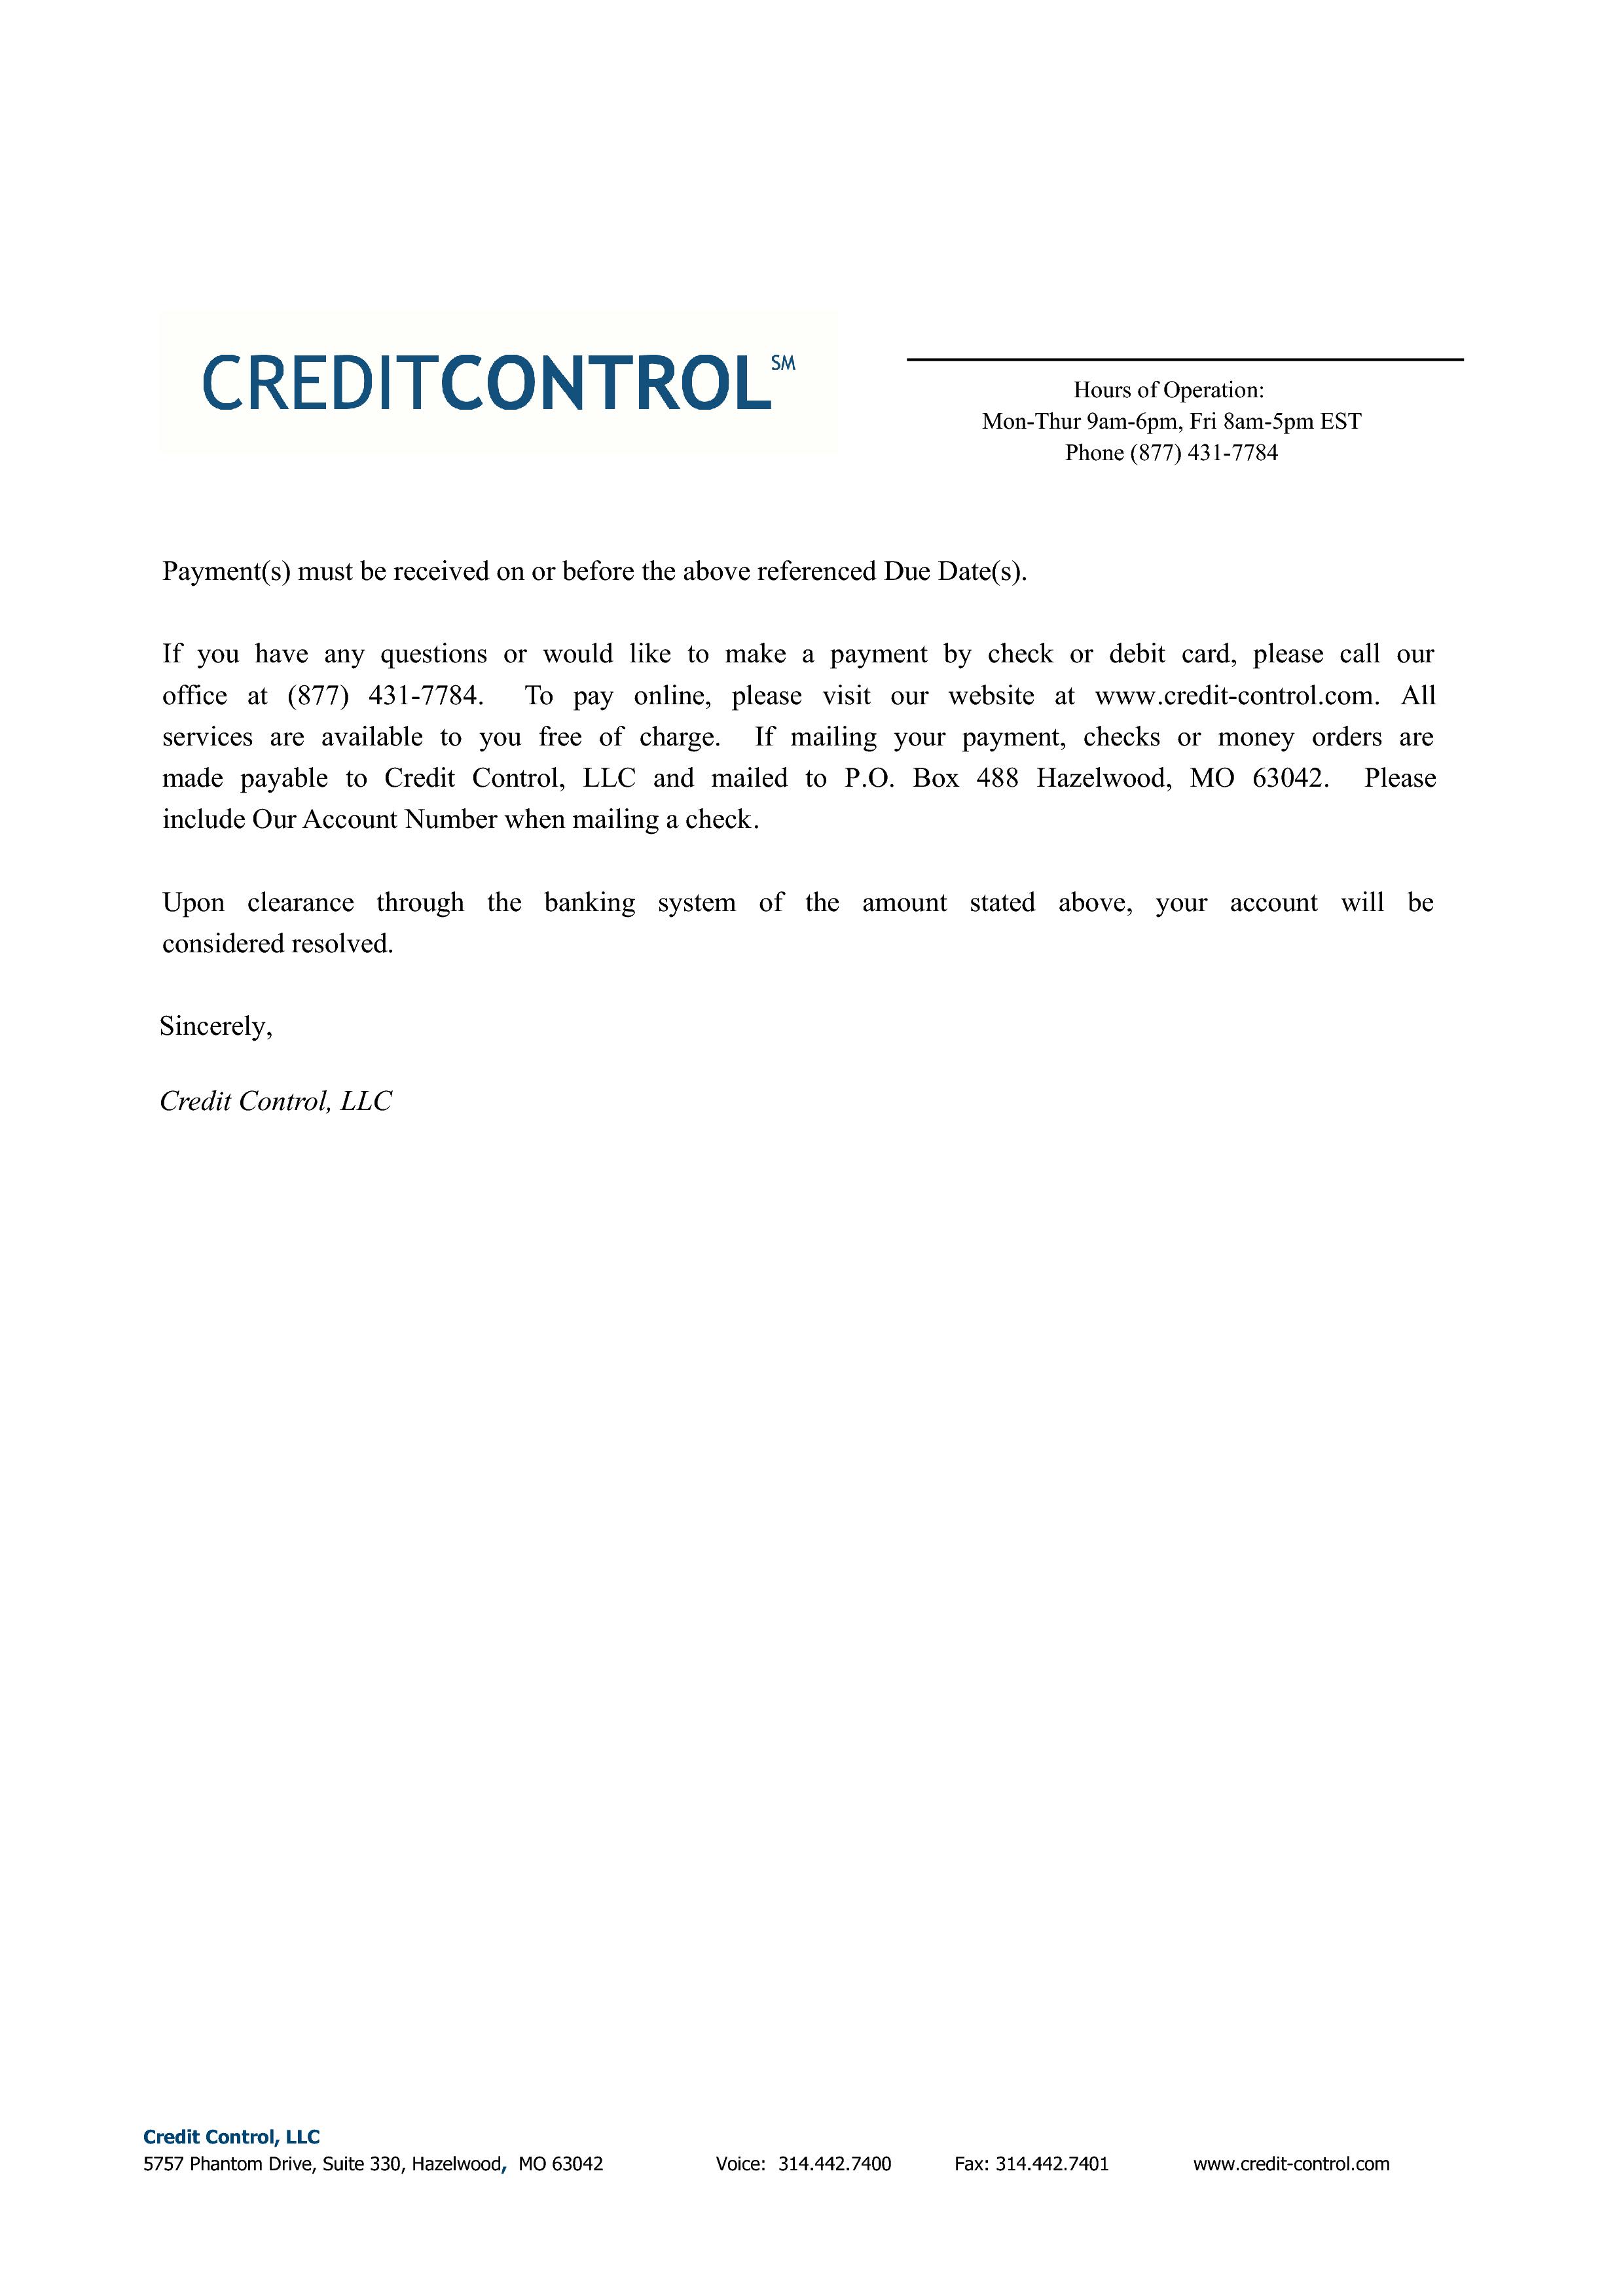 CREDITCONTROL℠
Hours of Operation:
Mon-Thur 9am-6pm, Fri 8am-5pm EST
Phone (877) 431-7784
Payment(s) must be received on or before the above referenced Due Date(s).
If you have any questions or would like to make a payment by check or debit card, please call our
office at (877) 431-7784. To pay online, please visit our website at www.credit-control.com. All
services are available to you free of charge. If mailing your payment, checks or money orders are
made payable to Credit Control, LLC and mailed to P.O. Box 488 Hazelwood, MO 63042. Please
include Our Account Number when mailing a check.
Upon clearance through the banking system of the amount stated above, your account will be
considered resolved.
Sincerely,
Credit Control, LLC
Credit Control, LLC
5757 Phantom Drive, Suite 330, Hazelwood, MO 63042 Voice: 314.442.7400 Fax: 314.442.7401 www.credit-control.com